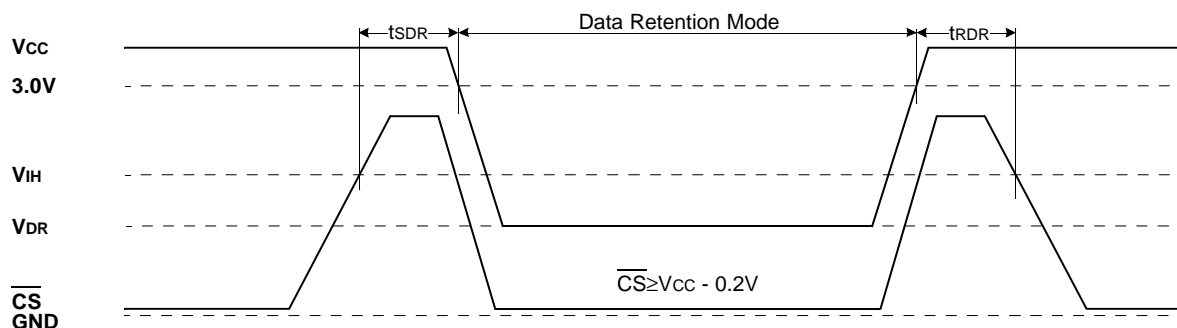 Data Retention Mode
tSDR
tRDR
VCC
3.0V
VIH
VDR
CS≥VCC - 0.2V
CS
GND